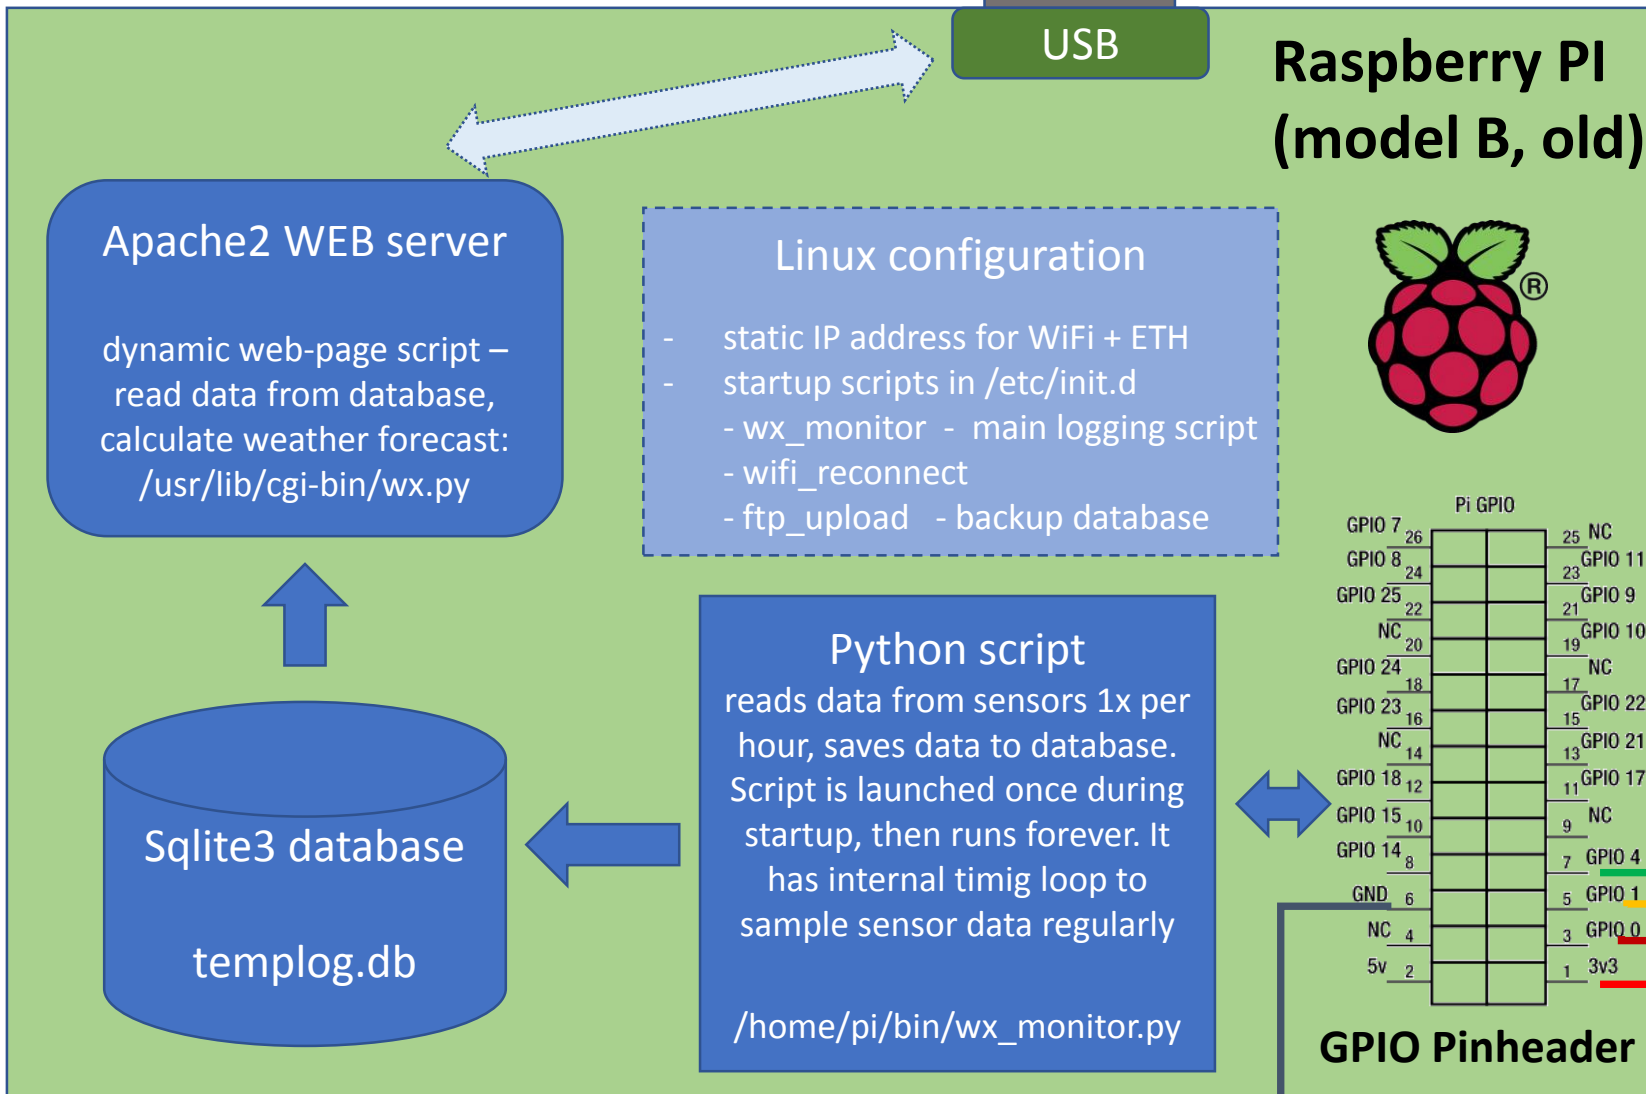 USB
Raspberry PI
(model B, old)
Apache2 WEB server
dynamic web-page script –
read data from database,
calculate weather forecast:
/usr/lib/cgi-bin/wx.py
Linux configuration
- static IP address for WiFi + ETH
- startup scripts in /etc/init.d
- wx_monitor - main logging script
- wifi_reconnect
- ftp_upload - backup database
®
Sqlite3 database
templog.db
Python script
reads data from sensors 1x per
hour, saves data to database.
Script is launched once during
startup, then runs forever. It
has internal timig loop to
sample sensor data regularly
/home/pi/bin/wx_monitor.py
Pi GPIO
GPIO 7 26 25 NC
GPIO 8 24 23 GPIO 11
GPIO 25 22 21 GPIO 9
NC 20 19 GPIO 10
GPIO 24 18 17 NC
GPIO 23 16 15 GPIO 22
NC 14 13 GPIO 21
GPIO 18 12 11 GPIO 17
GPIO 15 10 9 NC
GPIO 14 8 7 GPIO 4
GND 6 5 GPIO 1
NC 4 3 GPIO 0
5v 2 1 3v3
GPIO Pinheader